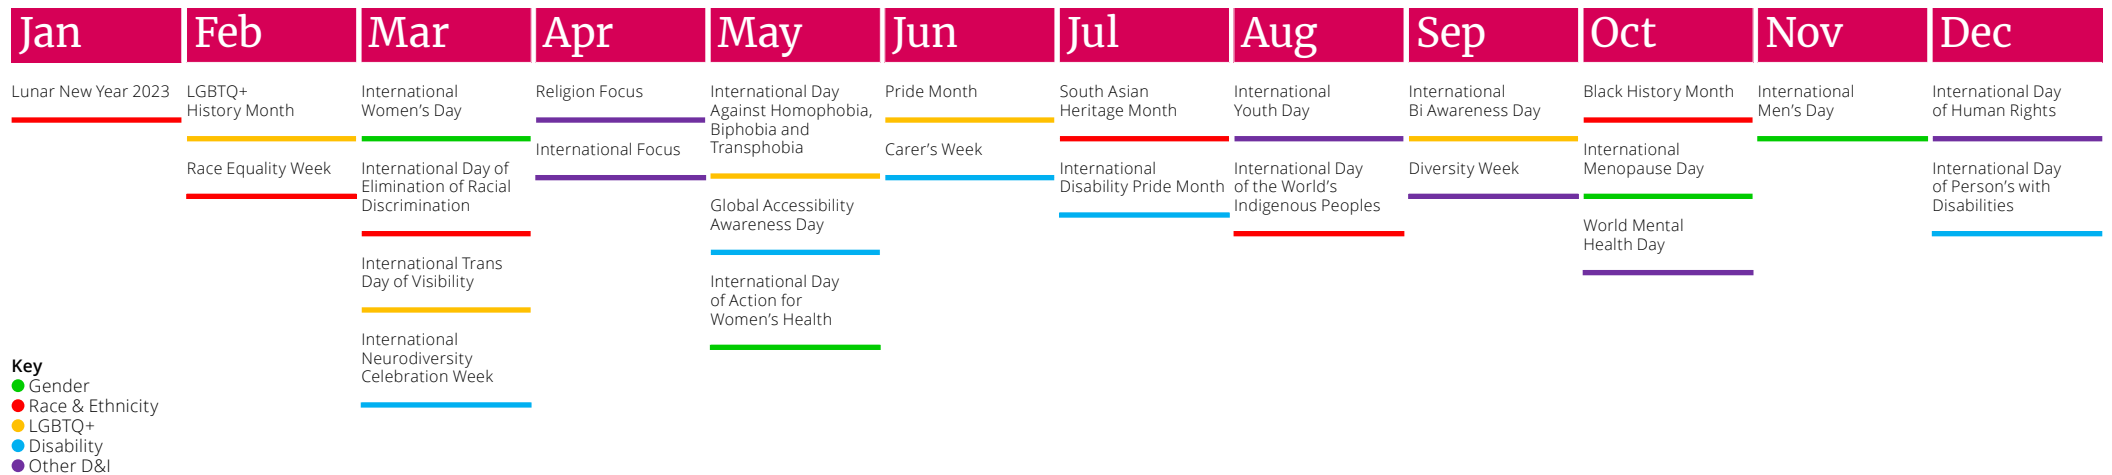 Jan
Lunar New Year 2023
Feb
LGBTQ+
History Month
Race Equality Week
Mar
International
Women’s Day
International Day of
Elimination of Racial
Discrimination
International Trans
Day of Visibility
International
Neurodiversity
Celebration Week
Apr
Religion Focus
International Focus
May
International Day
Against Homophobia,
Biphobia and
Transphobia
Global Accessibility
Awareness Day
International Day
of Action for
Women’s Health
Jun
Pride Month
Carer’s Week
Jul
South Asian
Heritage Month
International
Disability Pride Month
Aug
International
Youth Day
International Day
of the World’s
Indigenous Peoples
Sep
International
Bi Awareness Day
Diversity Week
Oct
Black History Month
International
Menopause Day
World Mental
Health Day
Nov
International
Men’s Day
Dec
International Day
of Human Rights
International Day
of Person’s with
Disabilities
Key
Gender
Race & Ethnicity
LGBTQ+
Disability
Other D&I